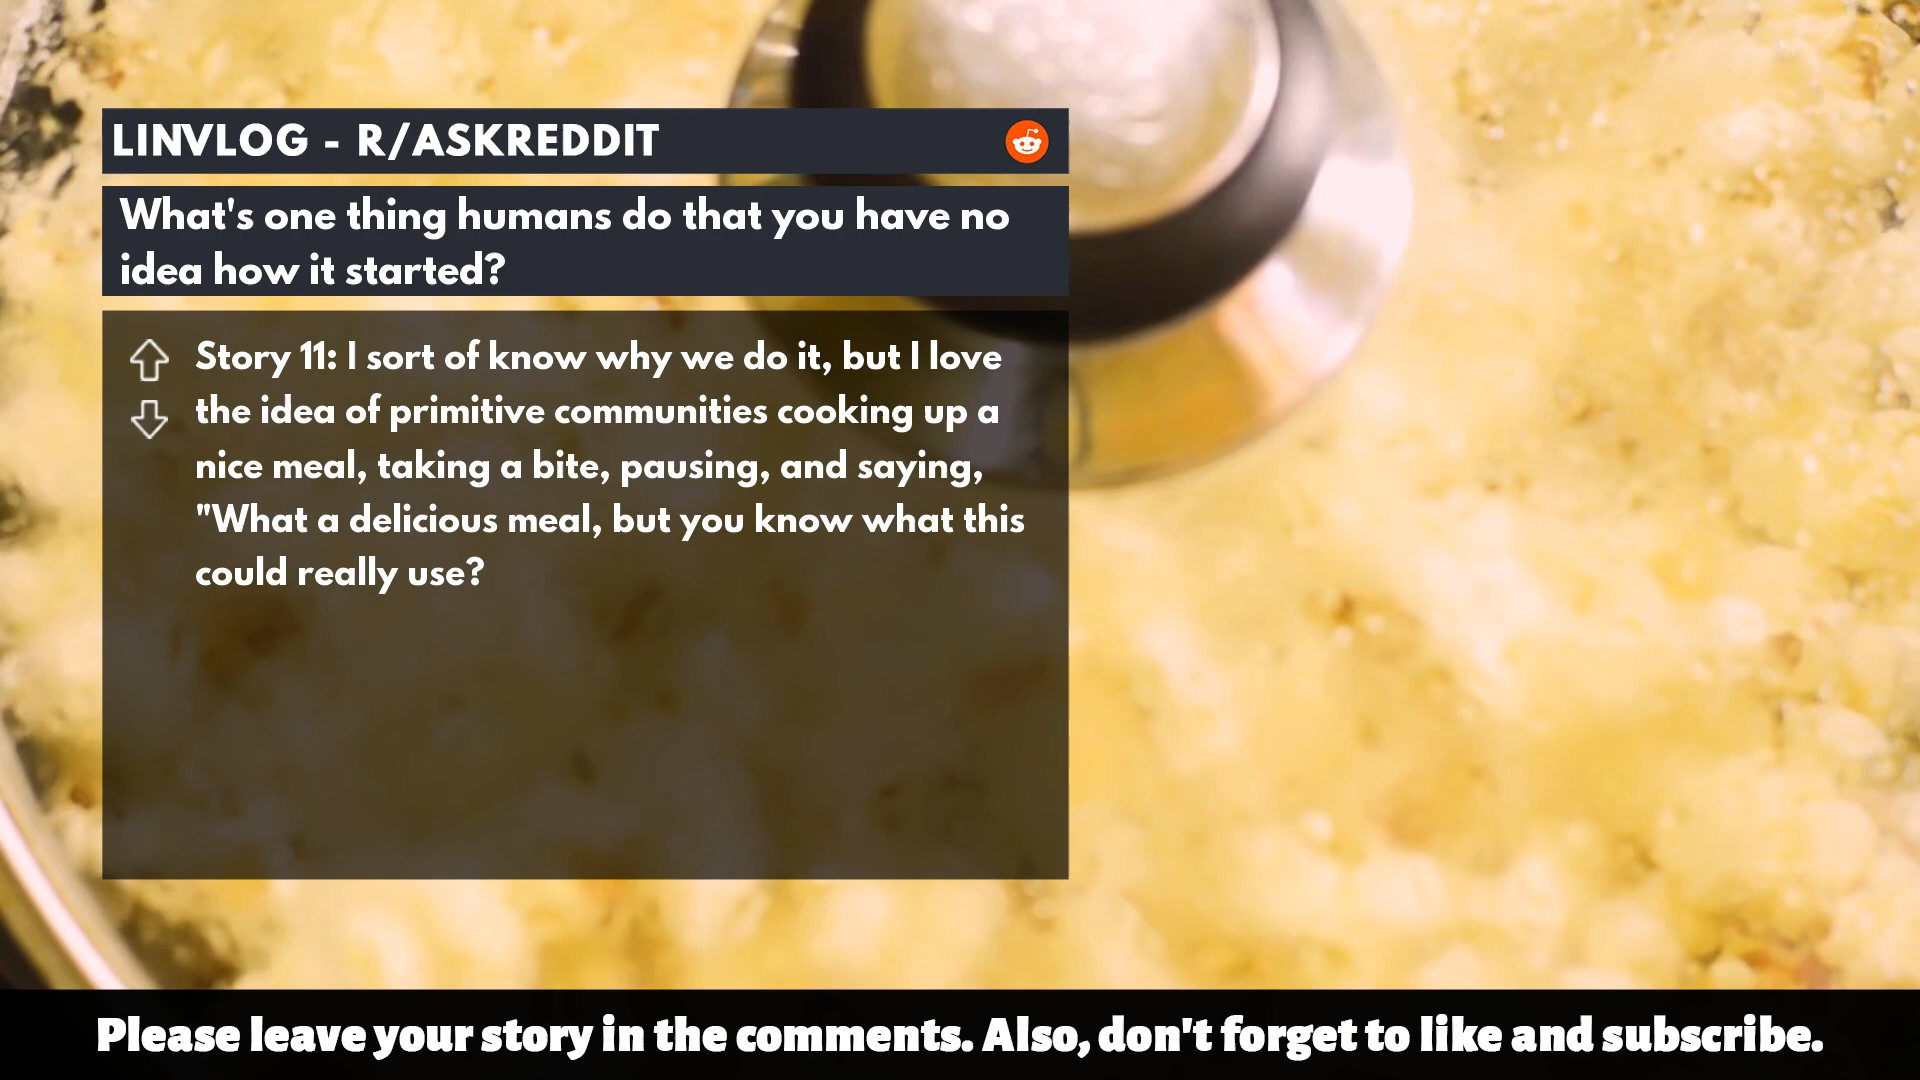 LINVLOG - R/ASKREDDIT
What's one thing humans do that you have no
idea how it started?
Story 11: I sort of know why we do it, but I love
the idea of primitive communities cooking up a
nice meal, taking a bite, pausing, and saying,
"What a delicious meal, but you know what this
could really use?
Please leave your story in the comments. Also, don't forget to like and subscribe.